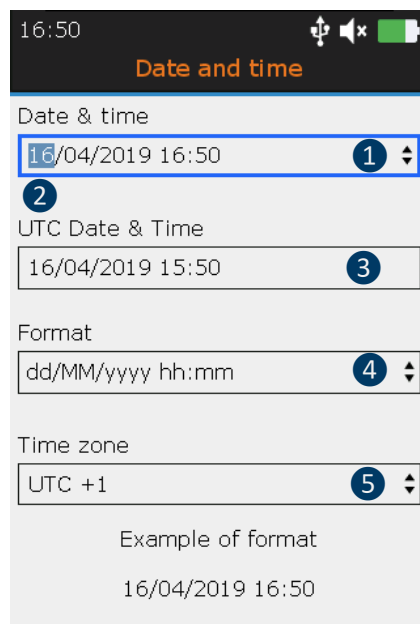 16:50
Date and time
Date & time
16/04/2019 16:50 1
2
UTC Date & Time
16/04/2019 15:50 3
Format
dd/MM/yyyy hh:mm 4
Time zone
UTC +1 5
Example of format
16/04/2019 16:50